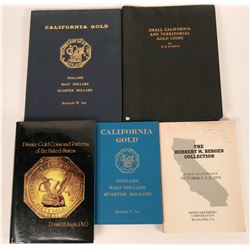 CALIFORNIA GOLD
DOLLARS
HALF DOLLARS
QUARTER DOLLARS
Kenneth W. Lee
SMALL CALIFORNIA
AND TERRITORIAL
GOLD COINS
Private Gold Coins and Patterns
of the United States
Donald H. Kagin, Ph.D.
CALIFORNIA
GOLD
DOLLARS
HALF DOLLARS
QUARTER DOLLARS
Kenneth W. Lee
THE
HERBERT M. BERGEN
COLLECTION